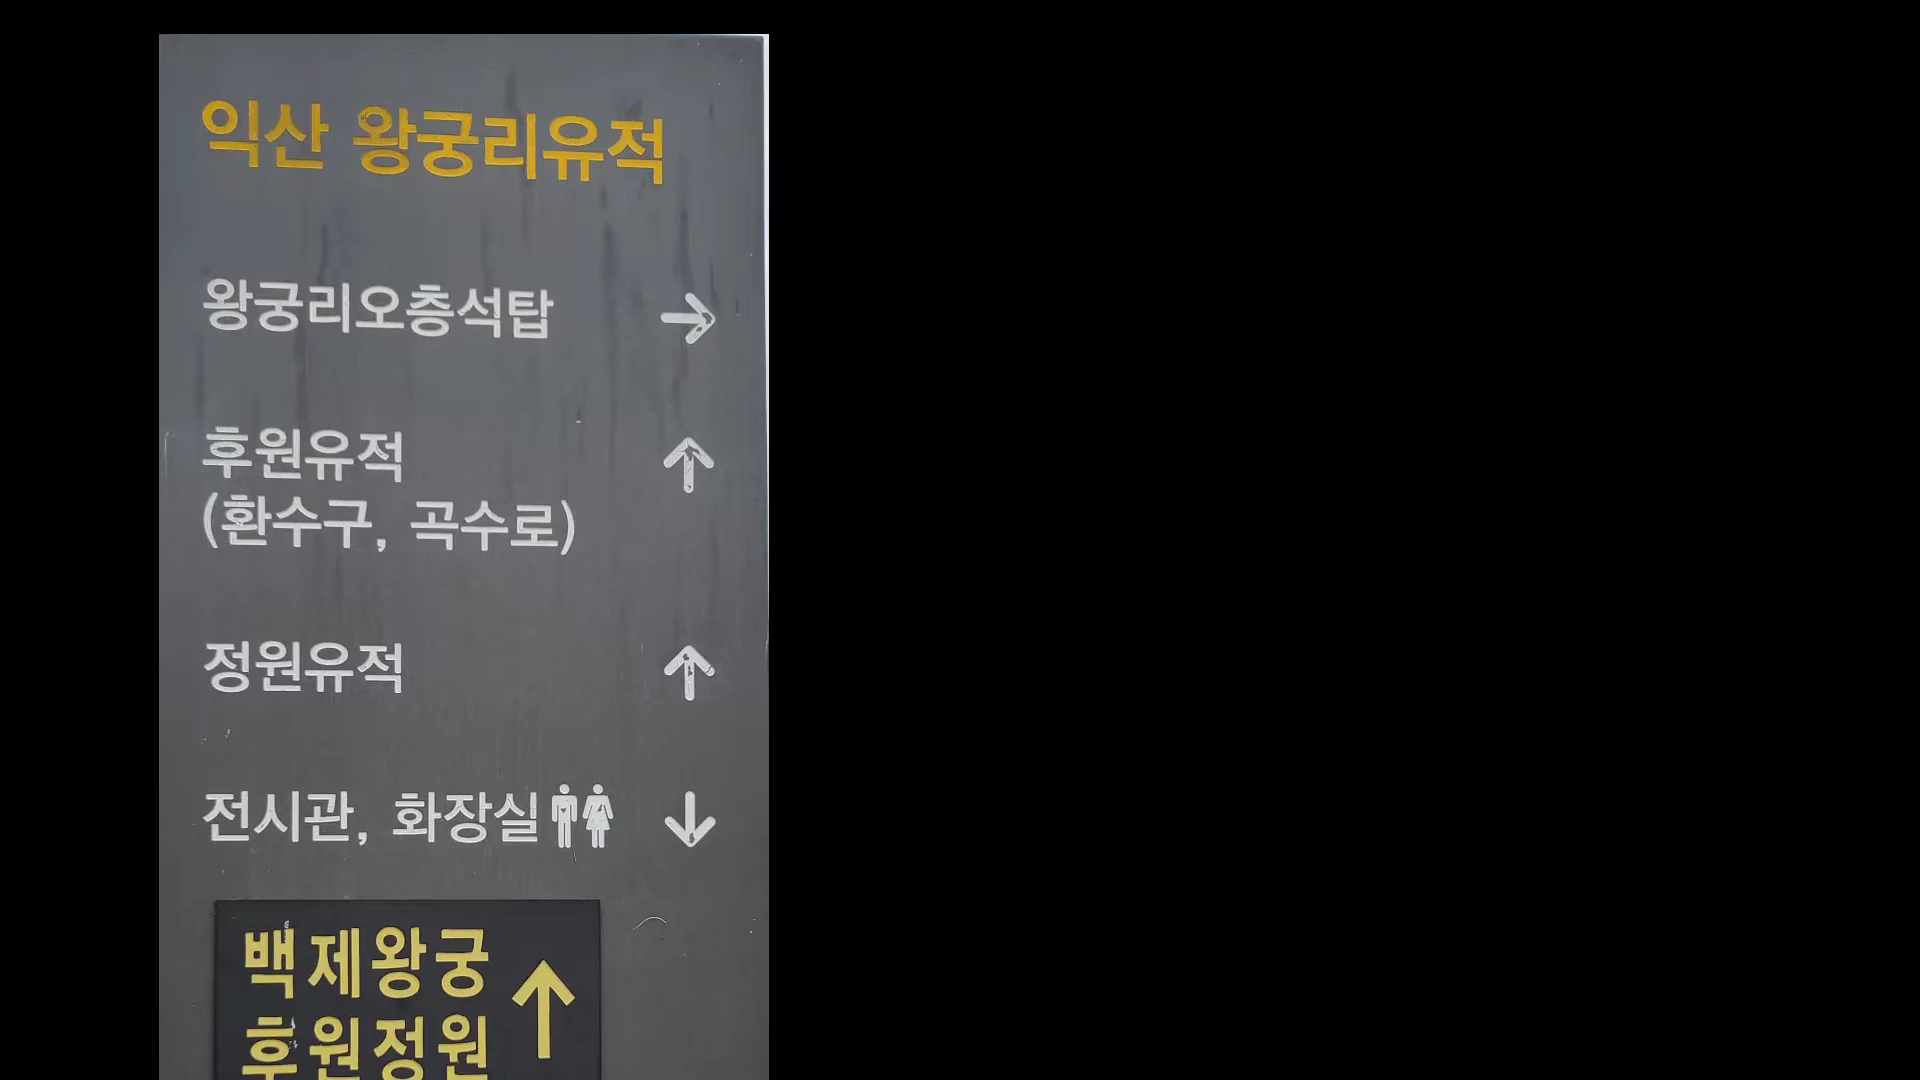 익산 왕궁리유적
왕궁리오층석탑
후원유적
(환수구, 곡수로)
정원유적
전시관, 화장실
백제왕궁
후원정원